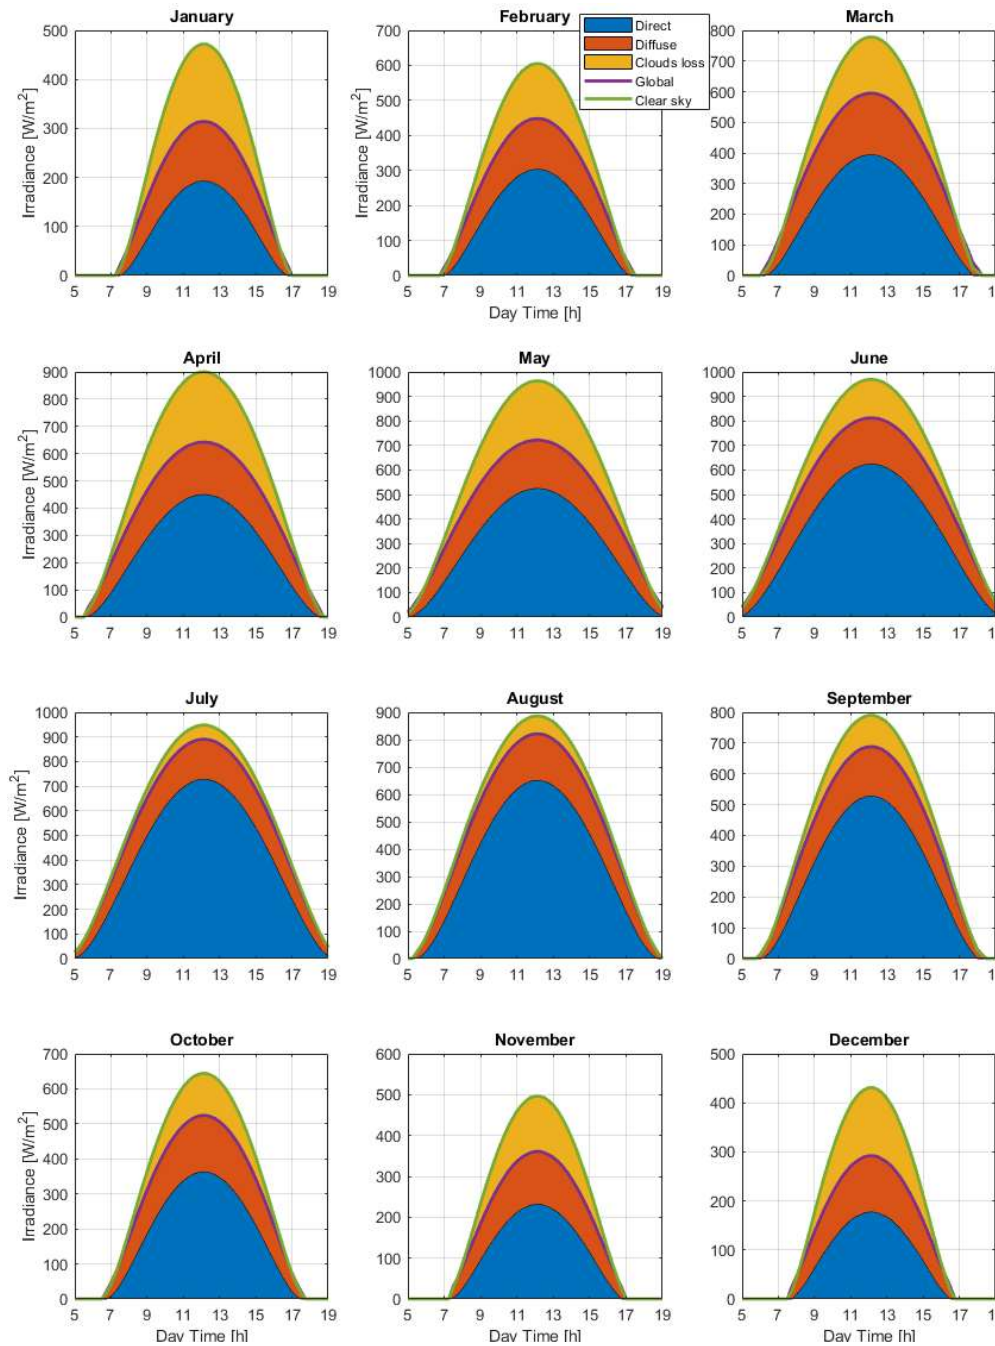 January
Irradiance [W/m²]
500
400
300
200
100
0
5 7 9 11 13 15 17 19
February
Irradiance [W/m²]
700
600
500
400
300
200
100
0
5 7 9 11 13 15 17 19
Day Time [h]
Direct
Diffuse
Clouds loss
Global
Clear sky
March
800
700
600
500
400
300
200
100
0
5 7 9 11 13 15 17 1
April
Irradiance [W/m²]
900
800
700
600
500
400
300
200
100
0
5 7 9 11 13 15 17 19
May
1000
900
800
700
600
500
400
300
200
100
0
5 7 9 11 13 15 17 19
June
1000
900
800
700
600
500
400
300
200
100
0
5 7 9 11 13 15 17 1
July
Irradiance [W/m²]
1000
900
800
700
600
500
400
300
200
100
0
5 7 9 11 13 15 17 19
August
900
800
700
600
500
400
300
200
100
0
5 7 9 11 13 15 17 19
September
800
700
600
500
400
300
200
100
0
5 7 9 11 13 15 17 1
October
Irradiance [W/m²]
700
600
500
400
300
200
100
0
5 7 9 11 13 15 17 19
Day Time [h]
November
600
500
400
300
200
100
0
5 7 9 11 13 15 17 19
Day Time [h]
December
500
400
300
200
100
0
5 7 9 11 13 15 17 1
Day Time [h]